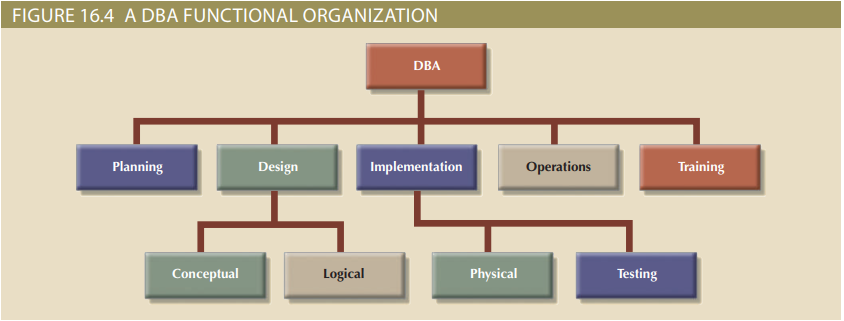 FIGURE 16.4 A DBA FUNCTIONAL ORGANIZATION
DBA
Planning
Design
Implementation
Operations
Training
Conceptual
Logical
Physical
Testing